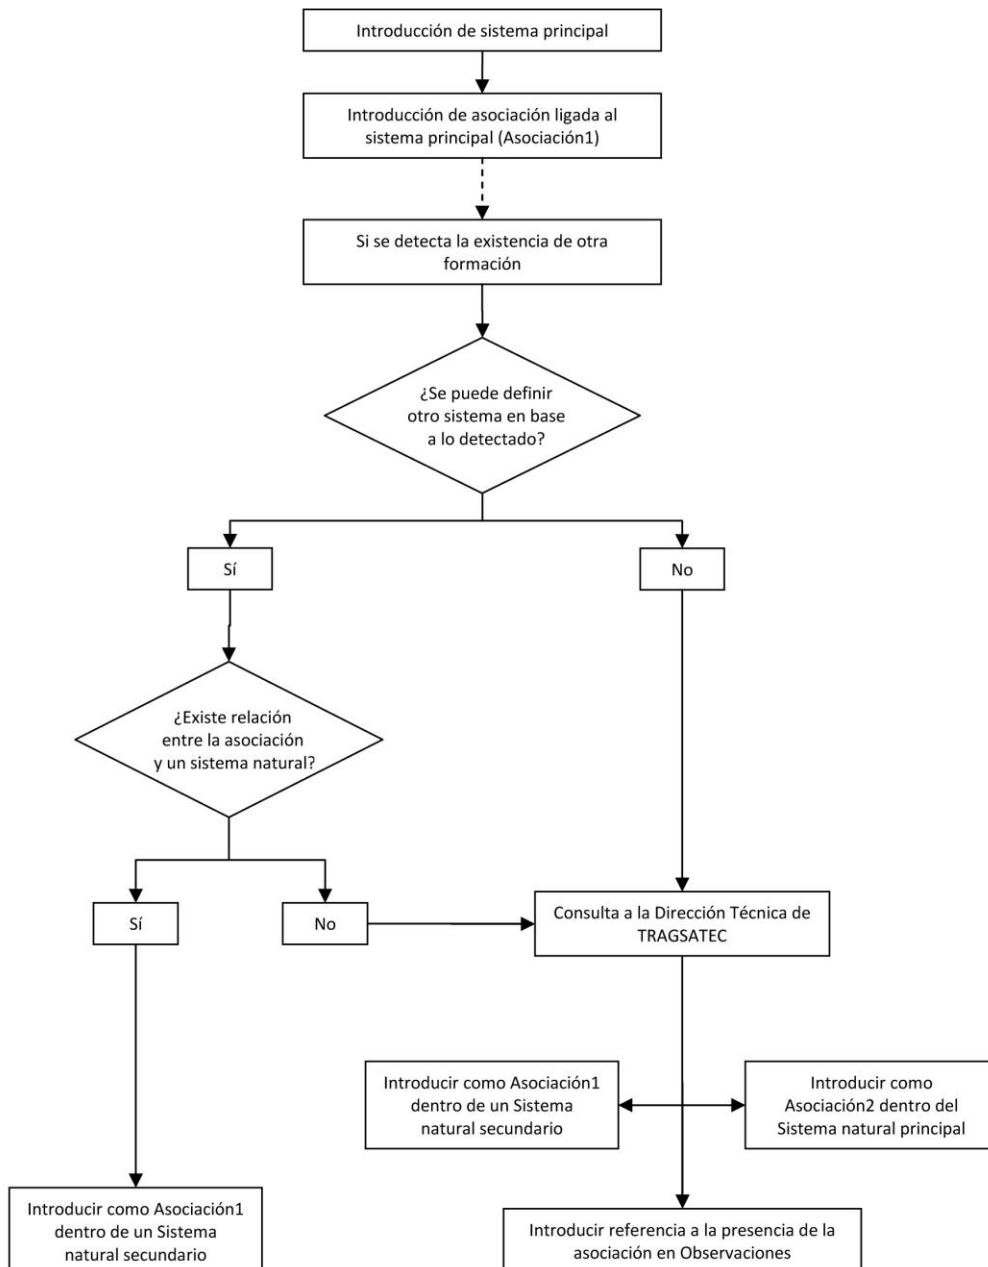 Introducción de sistema principal
Introducción de asociación ligada al
sistema principal (Asociación1)
Si se detecta la existencia de otra
formación
¿Se puede definir
otro sistema en base
a lo detectado?
Sí
No
¿Existe relación
entre la asociación
y un sistema natural?
Sí
No
Consulta a la Dirección Técnica de
TRAGSATEC
Introducir como Asociación1
dentro de un Sistema
natural secundario
Introducir como
Asociación2 dentro del
Sistema natural principal
Introducir como Asociación1
dentro de un Sistema
natural secundario
Introducir referencia a la presencia de la
asociación en Observaciones